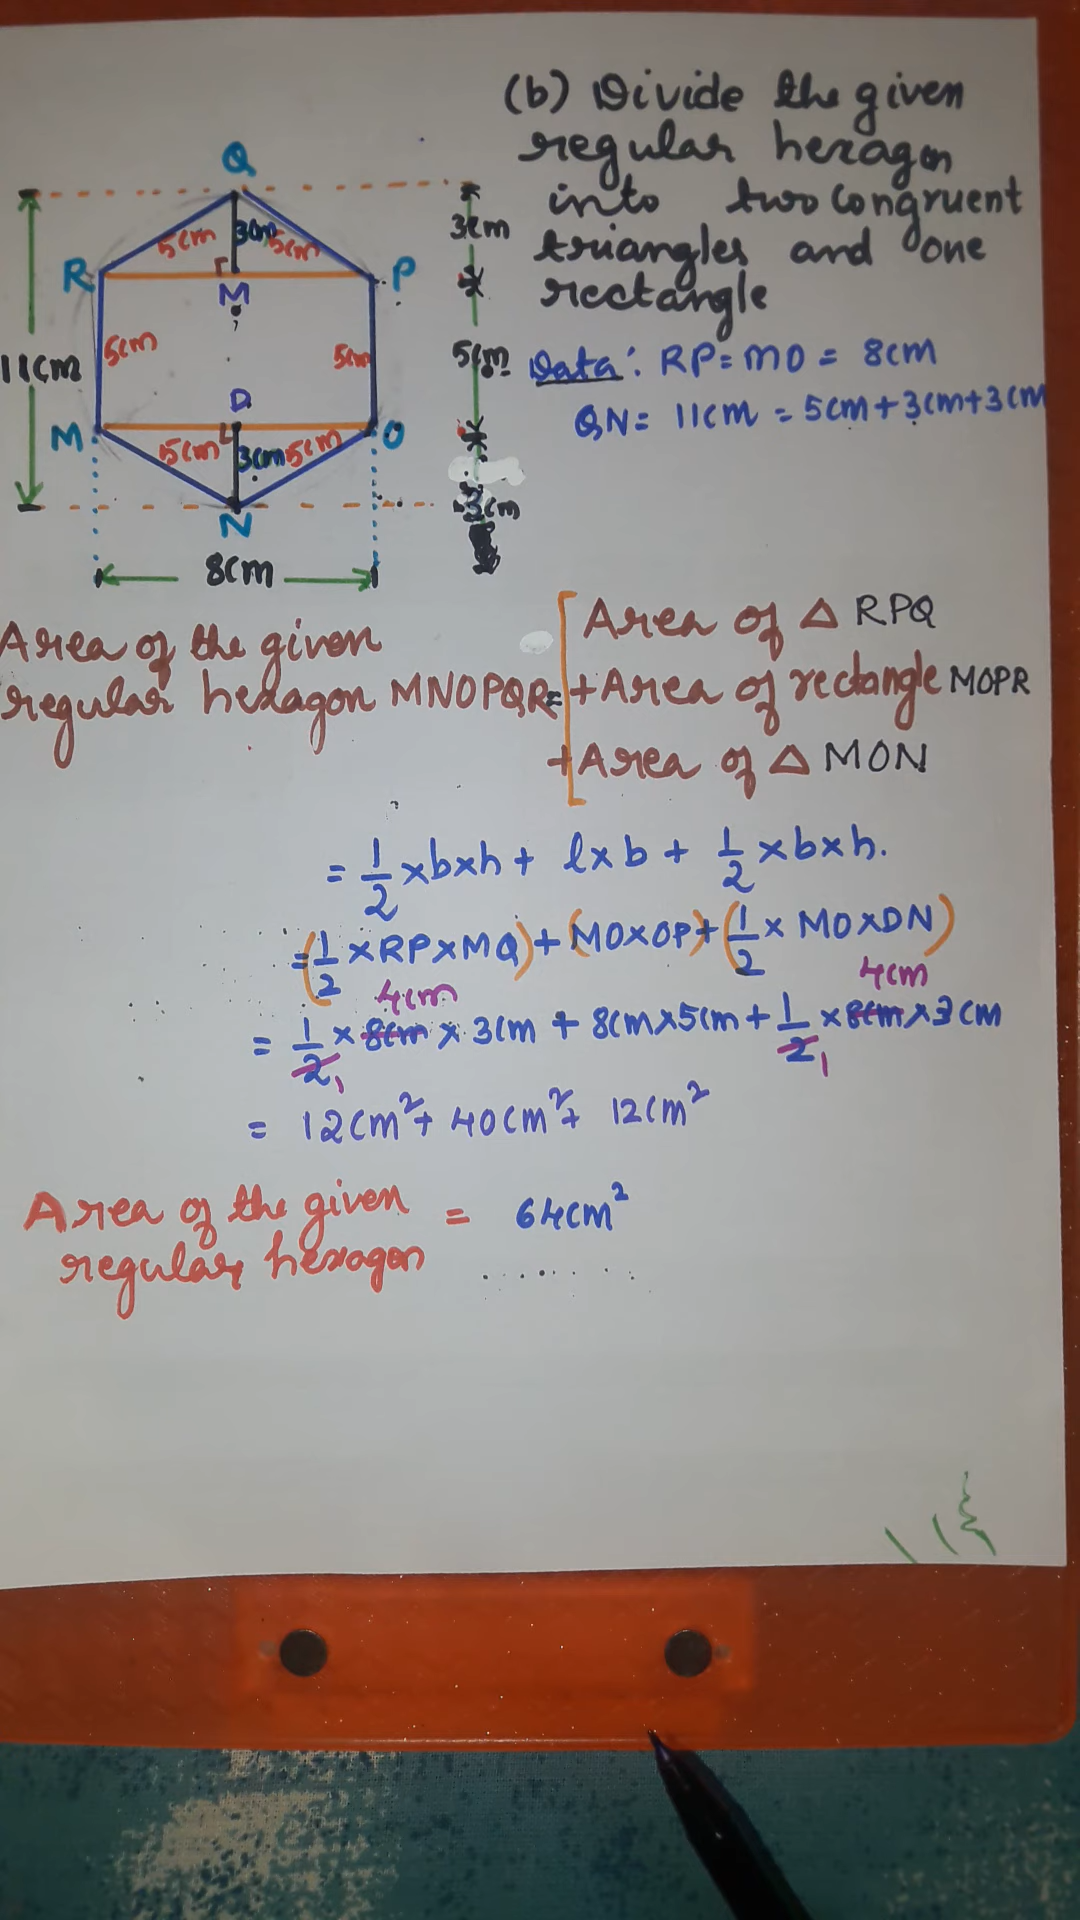 (b) Divide the given
regular hexagon
into two congruent
triangles and one
rectangle
Data: RP = MO = 8cm
QN = 11cm = 5cm + 3cm + 3cm
Q
5cm 3cm 5cm
R P
M
5cm 5cm
11cm
D
M O
5cm 3cm 5cm
N
8cm
3cm
5cm
3cm
Area of the given
regular hexagon MNOPQR =
Area of △ RPQ
+ Area of rectangle MOPR
+ Area of △ MON
= 1/2 × b × h + l × b + 1/2 × b × h.
= (1/2 × RP × MQ) + (MO × OP) + (1/2 × MO × DN)
4cm 4cm
= 1/2 × 8cm × 3cm + 8cm × 5cm + 1/2 × 8cm × 3cm
1 1
= 12cm² + 40cm² + 12cm²
Area of the given = 64cm²
regular hexagon